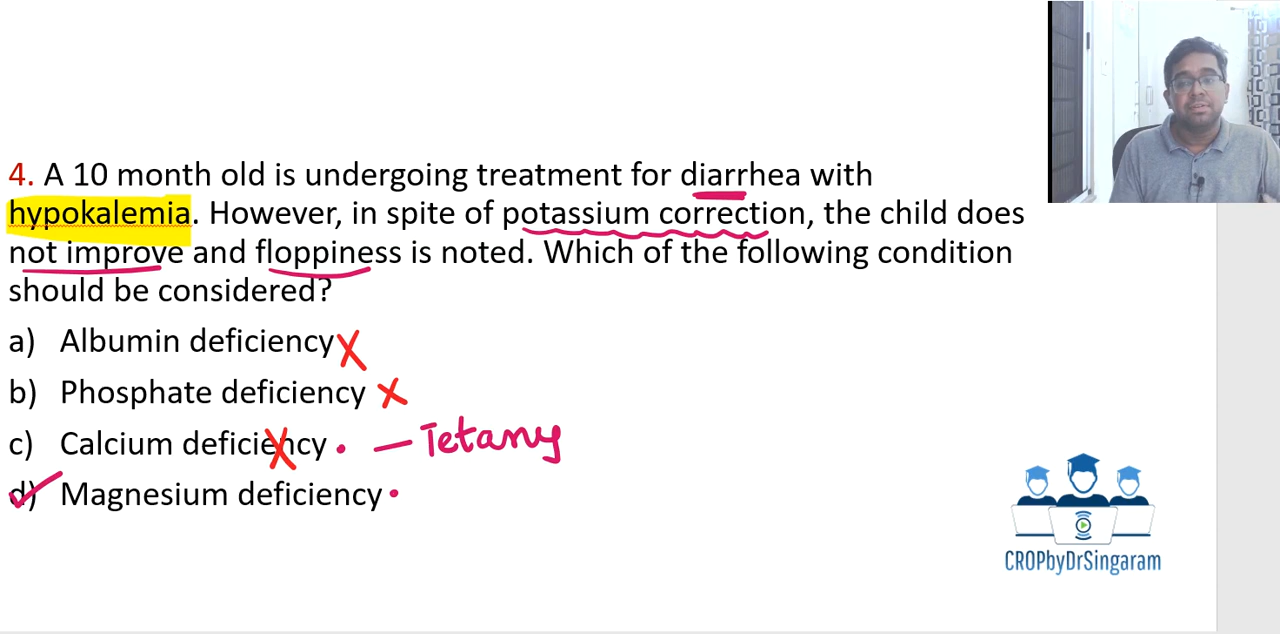 4. A 10 month old is undergoing treatment for diarrhea with
hypokalemia. However, in spite of potassium correction, the child does
not improve and floppiness is noted. Which of the following condition
should be considered?
a) Albumin deficiency
b) Phosphate deficiency
c) Calcium deficiency - Tetany
d) Magnesium deficiency
CROPbyDrSingaram